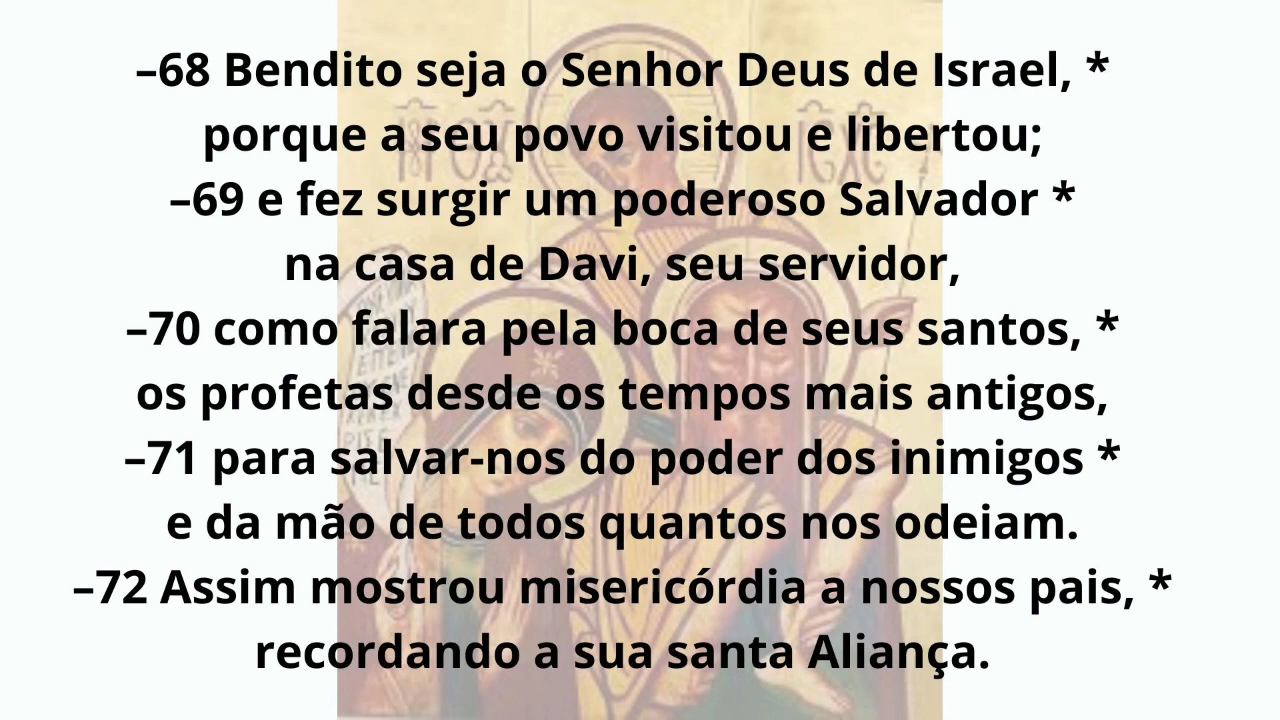 –68 Bendito seja o Senhor Deus de Israel, *
porque a seu povo visitou e libertou;
–69 e fez surgir um poderoso Salvador *
na casa de Davi, seu servidor,
–70 como falara pela boca de seus santos, *
os profetas desde os tempos mais antigos,
–71 para salvar-nos do poder dos inimigos *
e da mão de todos quantos nos odeiam.
–72 Assim mostrou misericórdia a nossos pais, *
recordando a sua santa Aliança.